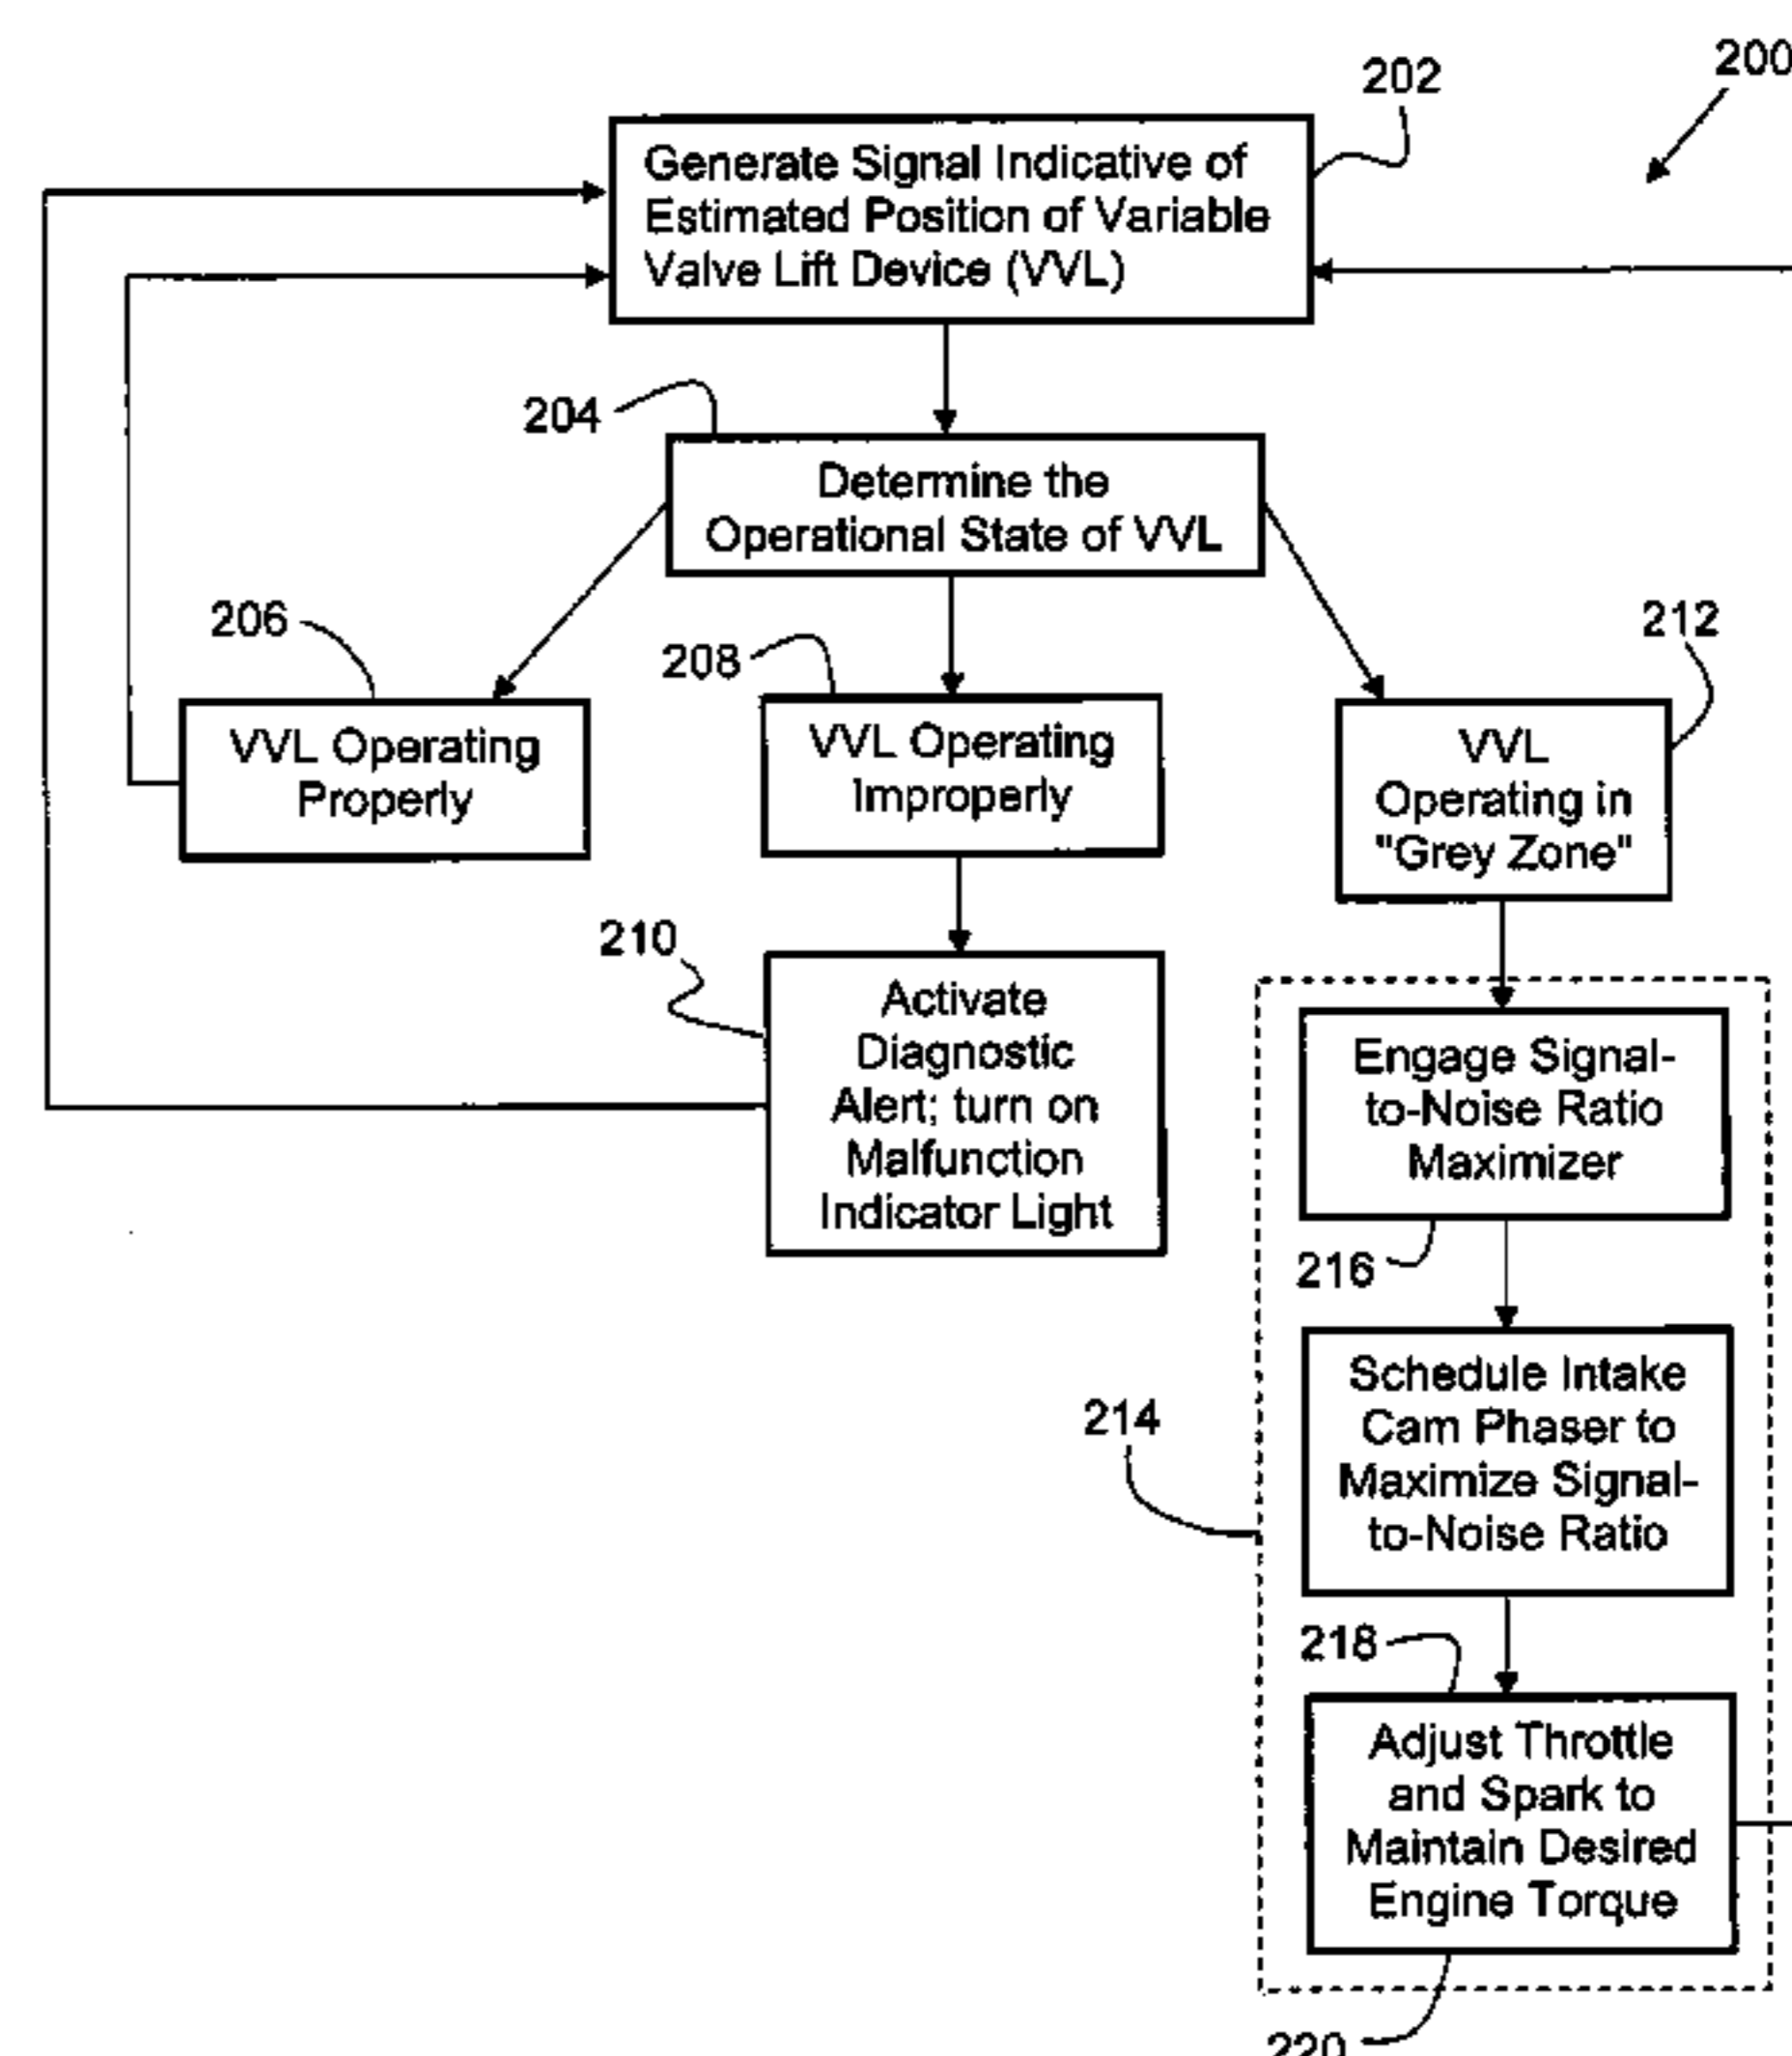 200
202
Generate Signal Indicative of
Estimated Position of Variable
Valve Lift Device (VVL)
204
Determine the
Operational State of VVL
206
VVL Operating
Properly
208
VVL Operating
Improperly
212
VVL
Operating in
"Grey Zone"
210
Activate
Diagnostic
Alert; turn on
Malfunction
Indicator Light
Engage Signal-
to-Noise Ratio
Maximizer
216
214
Schedule Intake
Cam Phaser to
Maximize Signal-
to-Noise Ratio
218
Adjust Throttle
and Spark to
Maintain Desired
Engine Torque
220